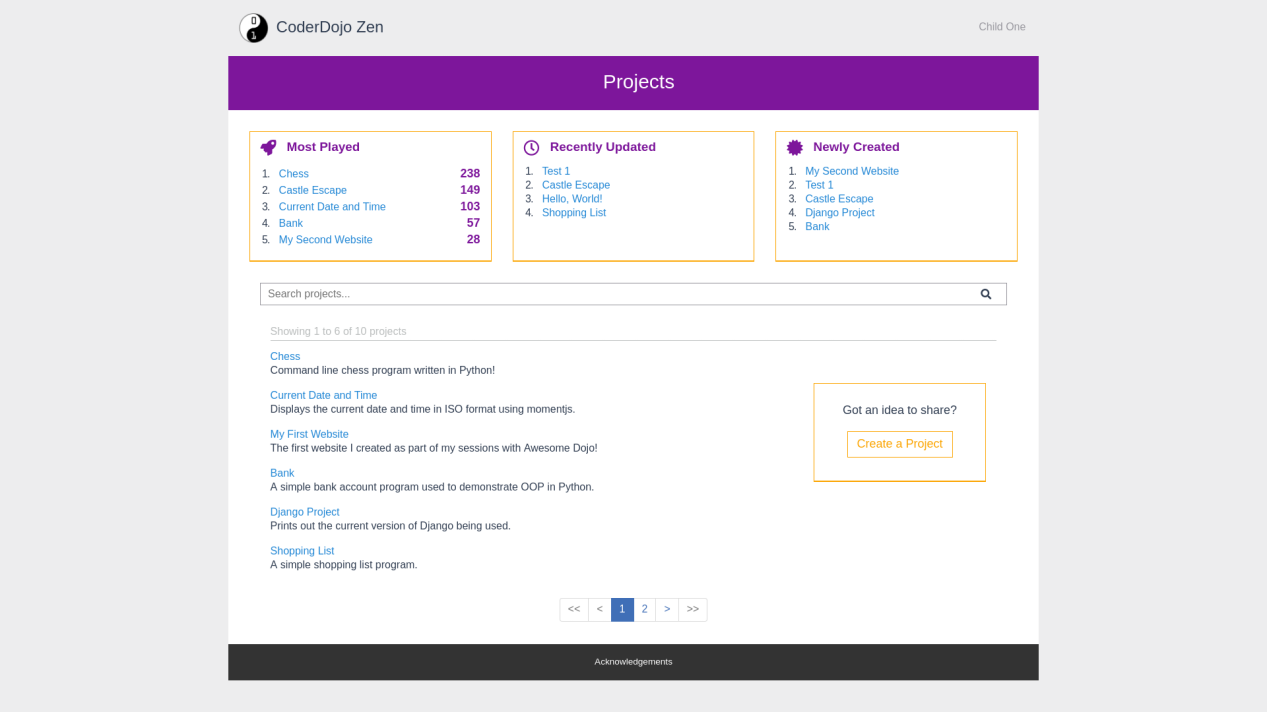 CoderDojo Zen
Child One
Projects
Most Played
1. Chess 238
2. Castle Escape 149
3. Current Date and Time 103
4. Bank 57
5. My Second Website 28
Recently Updated
1. Test 1
2. Castle Escape
3. Hello, World!
4. Shopping List
Newly Created
1. My Second Website
2. Test 1
3. Castle Escape
4. Django Project
5. Bank
Search projects...
Showing 1 to 6 of 10 projects
Chess
Command line chess program written in Python!
Current Date and Time
Displays the current date and time in ISO format using momentjs.
My First Website
The first website I created as part of my sessions with Awesome Dojo!
Bank
A simple bank account program used to demonstrate OOP in Python.
Django Project
Prints out the current version of Django being used.
Shopping List
A simple shopping list program.
Got an idea to share?
Create a Project
<< < 1 2 > >>
Acknowledgements